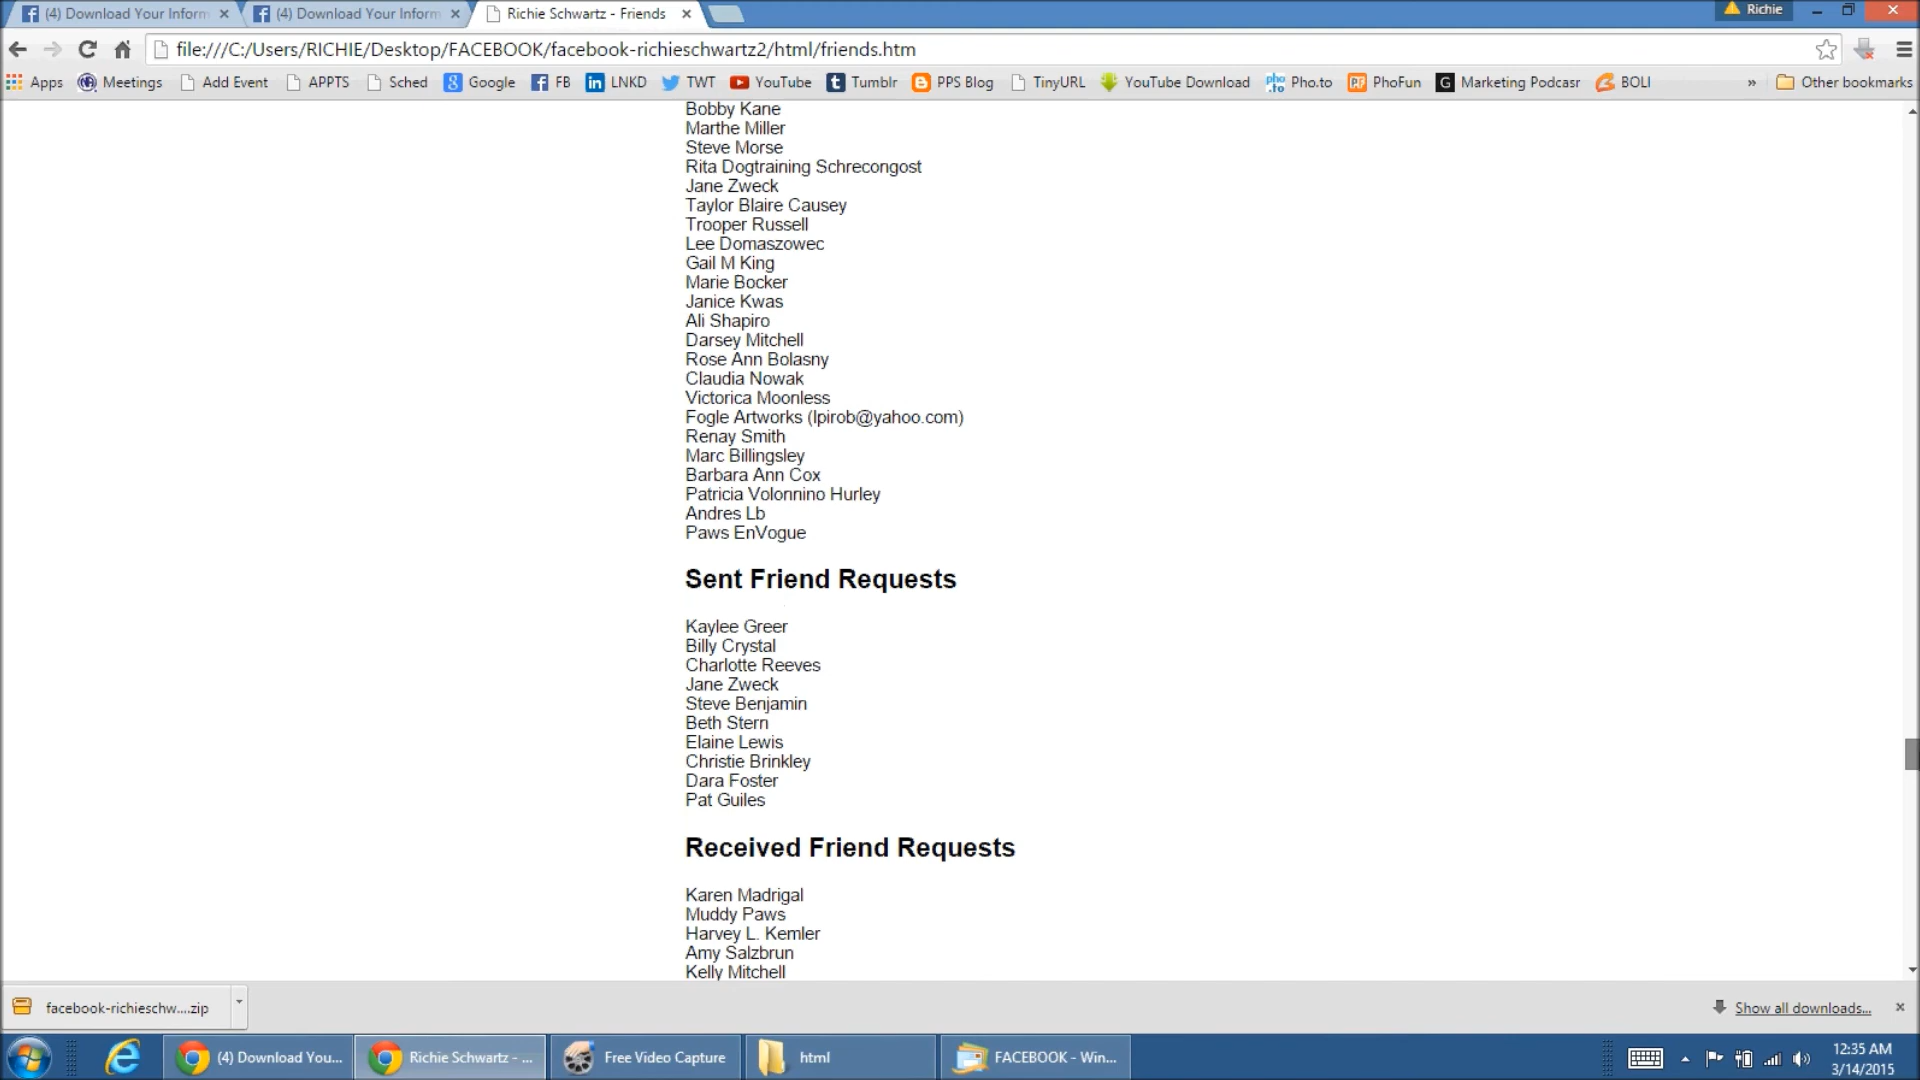 (4) Download Your Inform
(4) Download Your Inform
Richie Schwartz - Friends
Richie
file:///C:/Users/RICHIE/Desktop/FACEBOOK/facebook-richieschwartz2/html/friends.htm
Apps Meetings Add Event APPTS Sched Google FB LNKD TWT YouTube Tumblr PPS Blog TinyURL YouTube Download Pho.to PhoFun Marketing Podcasr BOLI » Other bookmarks
Bobby Kane
Marthe Miller
Steve Morse
Rita Dogtraining Schrecongost
Jane Zweck
Taylor Blaire Causey
Trooper Russell
Lee Domaszowec
Gail M King
Marie Bocker
Janice Kwas
Ali Shapiro
Darsey Mitchell
Rose Ann Bolasny
Claudia Nowak
Victorica Moonless
Fogle Artworks (lpirob@yahoo.com)
Renay Smith
Marc Billingsley
Barbara Ann Cox
Patricia Volonnino Hurley
Andres Lb
Paws EnVogue
Sent Friend Requests
Kaylee Greer
Billy Crystal
Charlotte Reeves
Jane Zweck
Steve Benjamin
Beth Stern
Elaine Lewis
Christie Brinkley
Dara Foster
Pat Guiles
Received Friend Requests
Karen Madrigal
Muddy Paws
Harvey L. Kemler
Amy Salzbrun
Kelly Mitchell
facebook-richieschw....zip
Show all downloads...
(4) Download You...
Richie Schwartz - ...
Free Video Capture
html
FACEBOOK - Win...
12:35 AM
3/14/2015